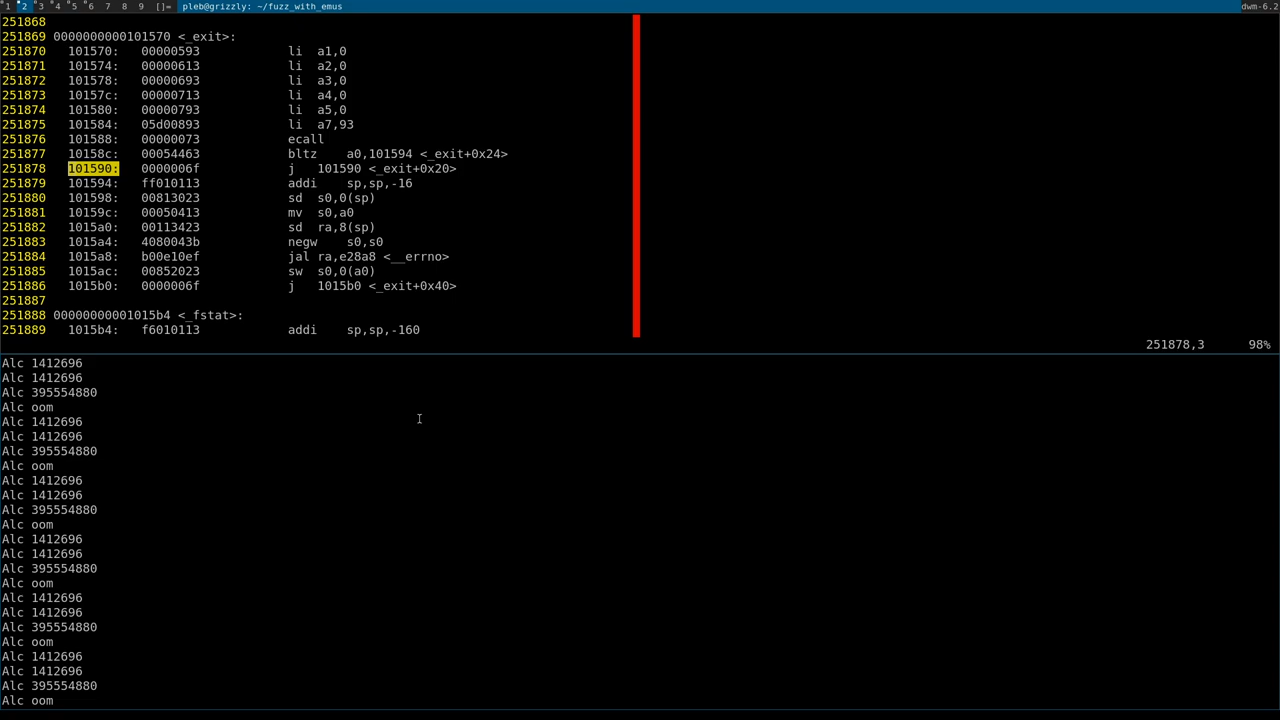 1 2 3 4 5 6 7 8 9 []= pleb@grizzly: ~/fuzz_with_emus dwm-6.2
251868
251869 0000000000101570 <_exit>:
251870 101570: 00000593 li a1,0
251871 101574: 00000613 li a2,0
251872 101578: 00000693 li a3,0
251873 10157c: 00000713 li a4,0
251874 101580: 00000793 li a5,0
251875 101584: 05d00893 li a7,93
251876 101588: 00000073 ecall
251877 10158c: 00054463 bltz a0,101594 <_exit+0x24>
251878 101590: 0000006f j 101590 <_exit+0x20>
251879 101594: ff010113 addi sp,sp,-16
251880 101598: 00813023 sd s0,0(sp)
251881 10159c: 00050413 mv s0,a0
251882 1015a0: 00113423 sd ra,8(sp)
251883 1015a4: 4080043b negw s0,s0
251884 1015a8: b00e10ef jal ra,e28a8 <__errno>
251885 1015ac: 00852023 sw s0,0(a0)
251886 1015b0: 0000006f j 1015b0 <_exit+0x40>
251887
251888 00000000001015b4 <_fstat>:
251889 1015b4: f6010113 addi sp,sp,-160
251878,3 98%
Alc 1412696
Alc 1412696
Alc 395554880
Alc oom
Alc 1412696
Alc 1412696
Alc 395554880
Alc oom
Alc 1412696
Alc 1412696
Alc 395554880
Alc oom
Alc 1412696
Alc 1412696
Alc 395554880
Alc oom
Alc 1412696
Alc 1412696
Alc 395554880
Alc oom
Alc 1412696
Alc 1412696
Alc 395554880
Alc oom